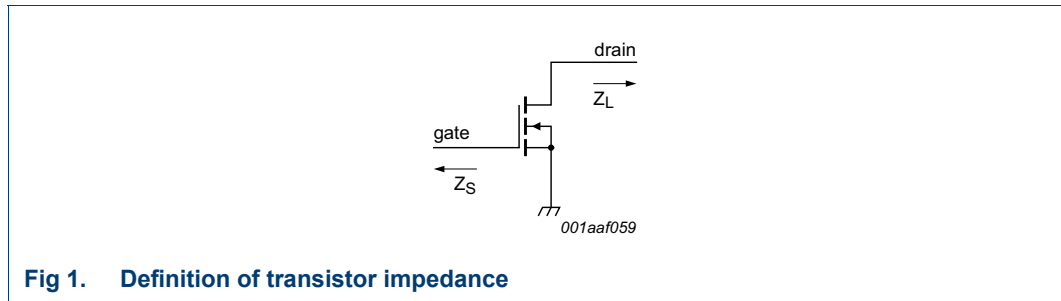 drain
Z_L
gate
Z_S
001aaf059
Fig 1. Definition of transistor impedance